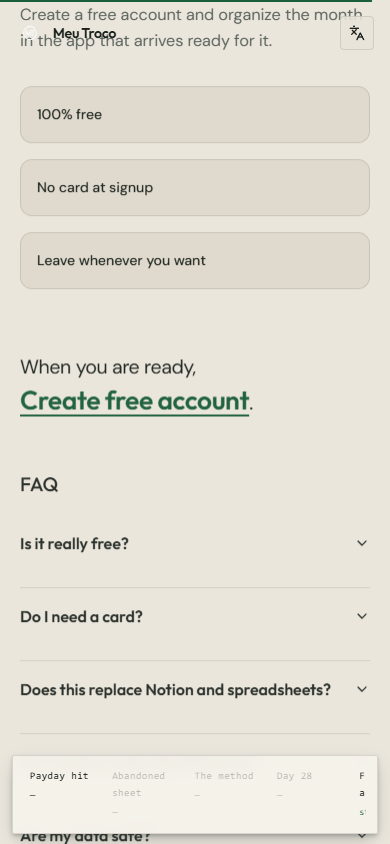 Create a free account and organize the month
Meu Troco
in the app that arrives ready for it.
100% free
No card at signup
Leave whenever you want
When you are ready,
Create free account.
FAQ
Is it really free?
Do I need a card?
Does this replace Notion and spreadsheets?
Payday hit
–
Abandoned
sheet
–
The method
–
Day 28
–
Are my data safe?